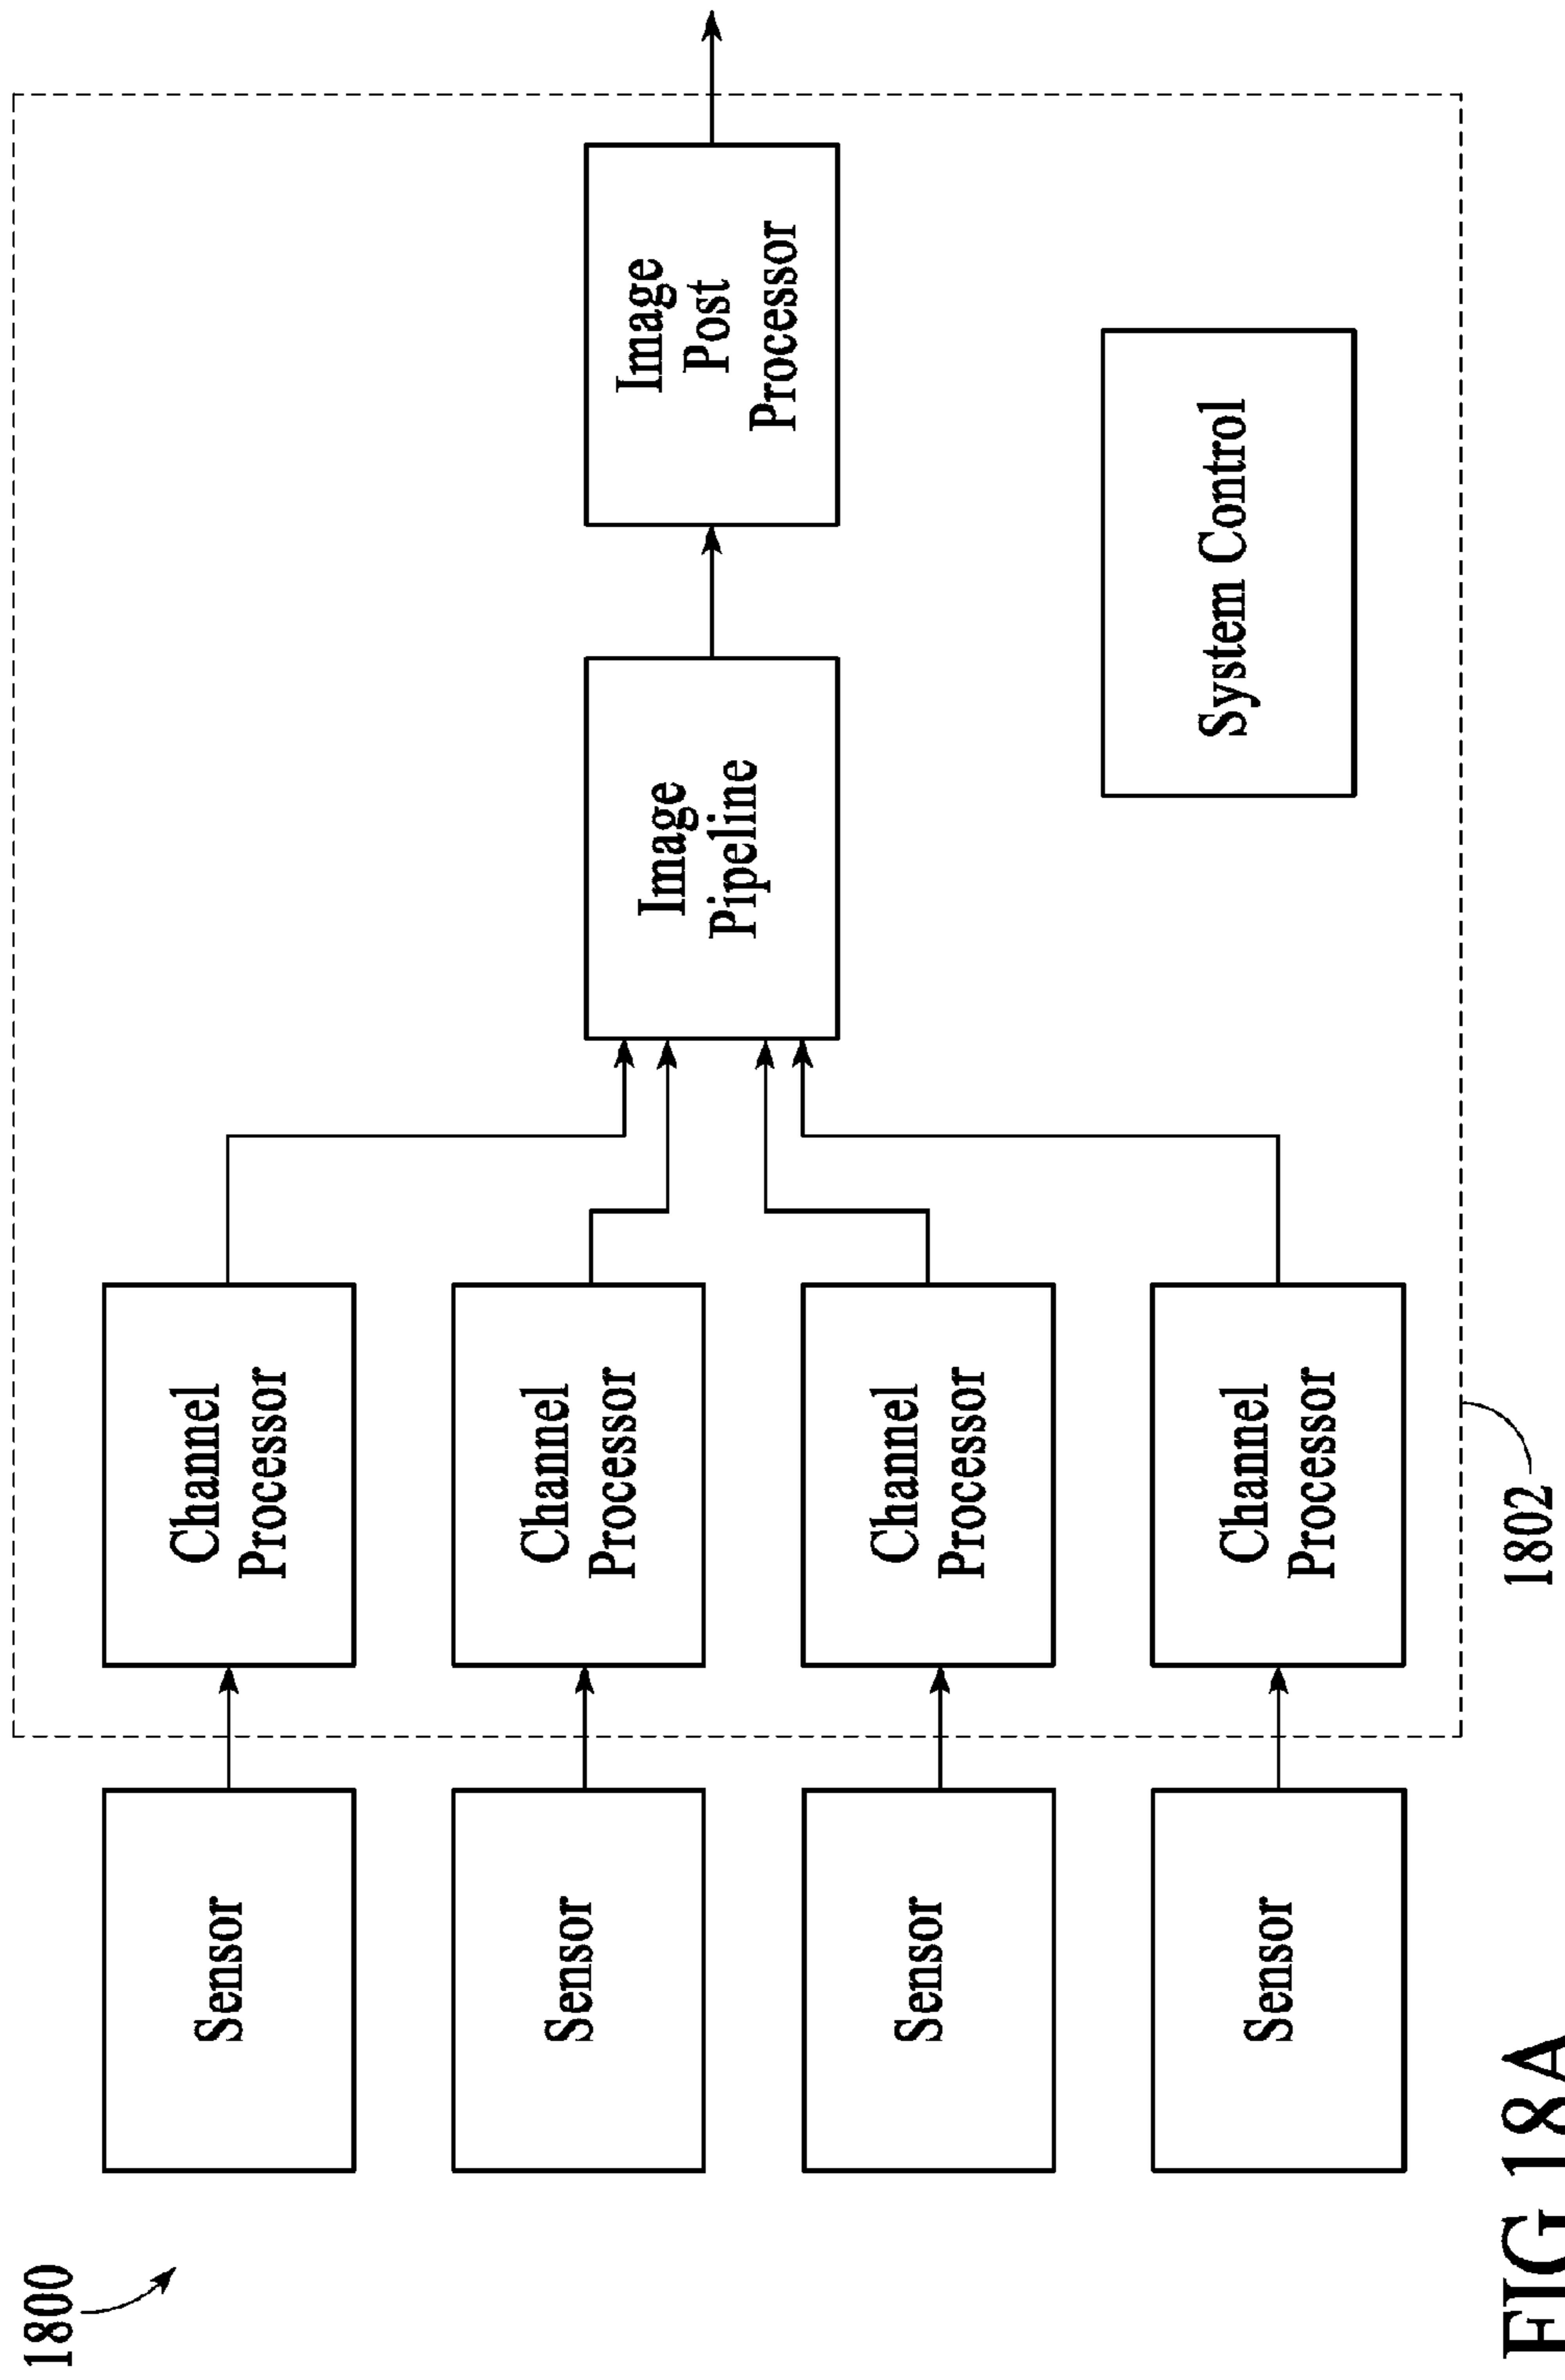 1800
Sensor
Sensor
Sensor
Sensor
Channel
Processor
Channel
Processor
Channel
Processor
Channel
Processor
Image
Pipeline
Image
Post
Processor
System Control
1802
FIG 18A